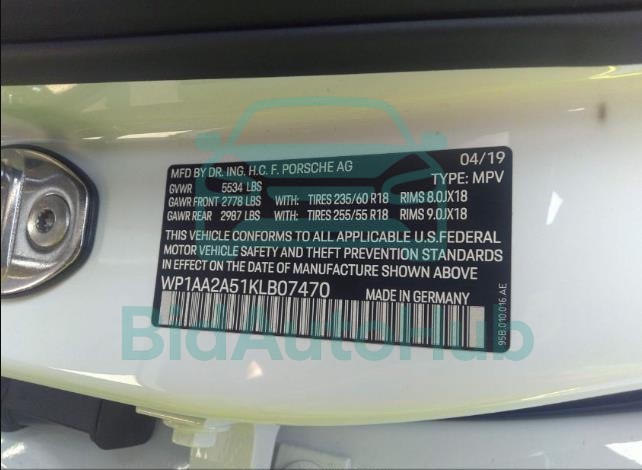 MFD BY DR. ING. H.C. F. PORSCHE AG 04/19
GVWR 5534 LBS TYPE: MPV
GAWR FRONT 2778 LBS WITH: TIRES 235/60 R18 RIMS 8.0JX18
GAWR REAR 2987 LBS WITH: TIRES 255/55 R18 RIMS 9.0JX18
THIS VEHICLE CONFORMS TO ALL APPLICABLE U.S.FEDERAL
MOTOR VEHICLE SAFETY AND THEFT PREVENTION STANDARDS
IN EFFECT ON THE DATE OF MANUFACTURE SHOWN ABOVE
WP1AA2A51KLB07470 MADE IN GERMANY
95B.010.016 AE
BidAutoHub